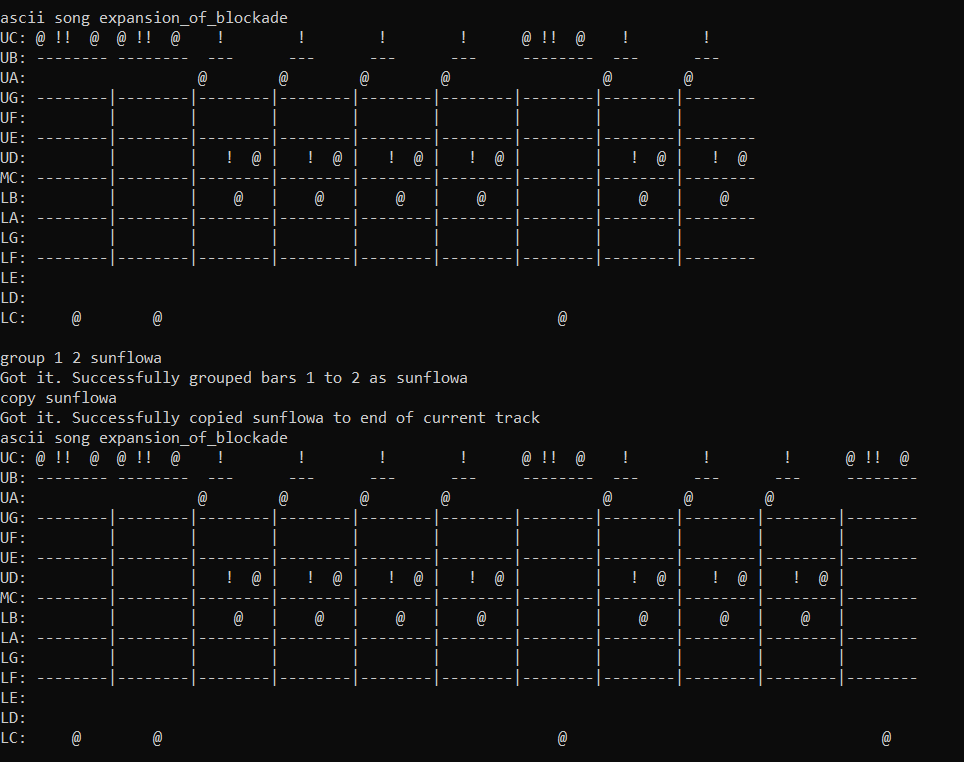 ascii song expansion_of_blockade
UC: @ !!  @  @ !!  @    !        !        !        !      @ !!  @    !        !
UB: -------- --------  ---      ---      ---      ---     --------  ---      ---
UA:                   @        @        @        @                 @        @
UG: --------|--------|--------|--------|--------|--------|--------|--------|--------
UF:         |        |        |        |        |        |        |        |
UE: --------|--------|--------|--------|--------|--------|--------|--------|--------
UD:         |        |   !  @ |   !  @ |   !  @ |   !  @ |        |   !  @ |   !  @
MC: --------|--------|--------|--------|--------|--------|--------|--------|--------
LB:         |        |    @   |    @   |    @   |    @   |        |    @   |    @
LA: --------|--------|--------|--------|--------|--------|--------|--------|--------
LG:         |        |        |        |        |        |        |        |
LF: --------|--------|--------|--------|--------|--------|--------|--------|--------
LE:
LD:
LC:     @        @                                            @
group 1 2 sunflowa
Got it. Successfully grouped bars 1 to 2 as sunflowa
copy sunflowa
Got it. Successfully copied sunflowa to end of current track
ascii song expansion_of_blockade
UC: @ !!  @  @ !!  @    !        !        !        !      @ !!  @    !        !        !      @ !!  @
UB: -------- --------  ---      ---      ---      ---     --------  ---      ---      ---     --------
UA:                   @        @        @        @                 @        @        @
UG: --------|--------|--------|--------|--------|--------|--------|--------|--------|--------|--------
UF:         |        |        |        |        |        |        |        |        |        |
UE: --------|--------|--------|--------|--------|--------|--------|--------|--------|--------|--------
UD:         |        |   !  @ |   !  @ |   !  @ |   !  @ |        |   !  @ |   !  @ |   !  @ |
MC: --------|--------|--------|--------|--------|--------|--------|--------|--------|--------|--------
LB:         |        |    @   |    @   |    @   |    @   |        |    @   |    @   |    @   |
LA: --------|--------|--------|--------|--------|--------|--------|--------|--------|--------|--------
LG:         |        |        |        |        |        |        |        |        |        |
LF: --------|--------|--------|--------|--------|--------|--------|--------|--------|--------|--------
LE:
LD:
LC:     @        @                                            @                                   @